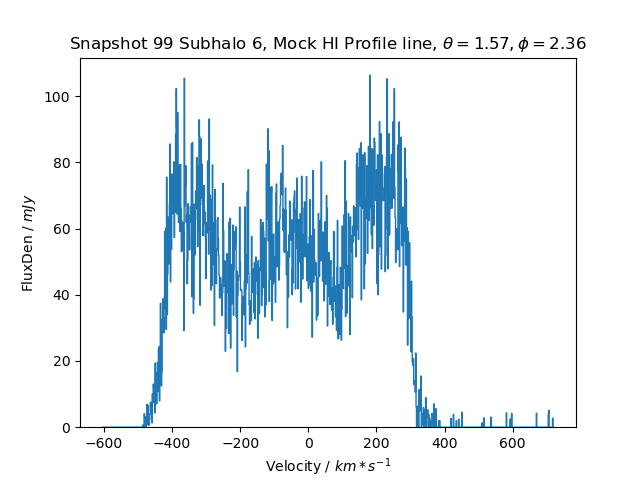 Snapshot 99 Subhalo 6, Mock HI Profile line, θ = 1.57, ϕ = 2.36
100
80
60
40
20
0
FluxDen / mJy
−600 −400 −200 0 200 400 600
Velocity / km * s⁻¹